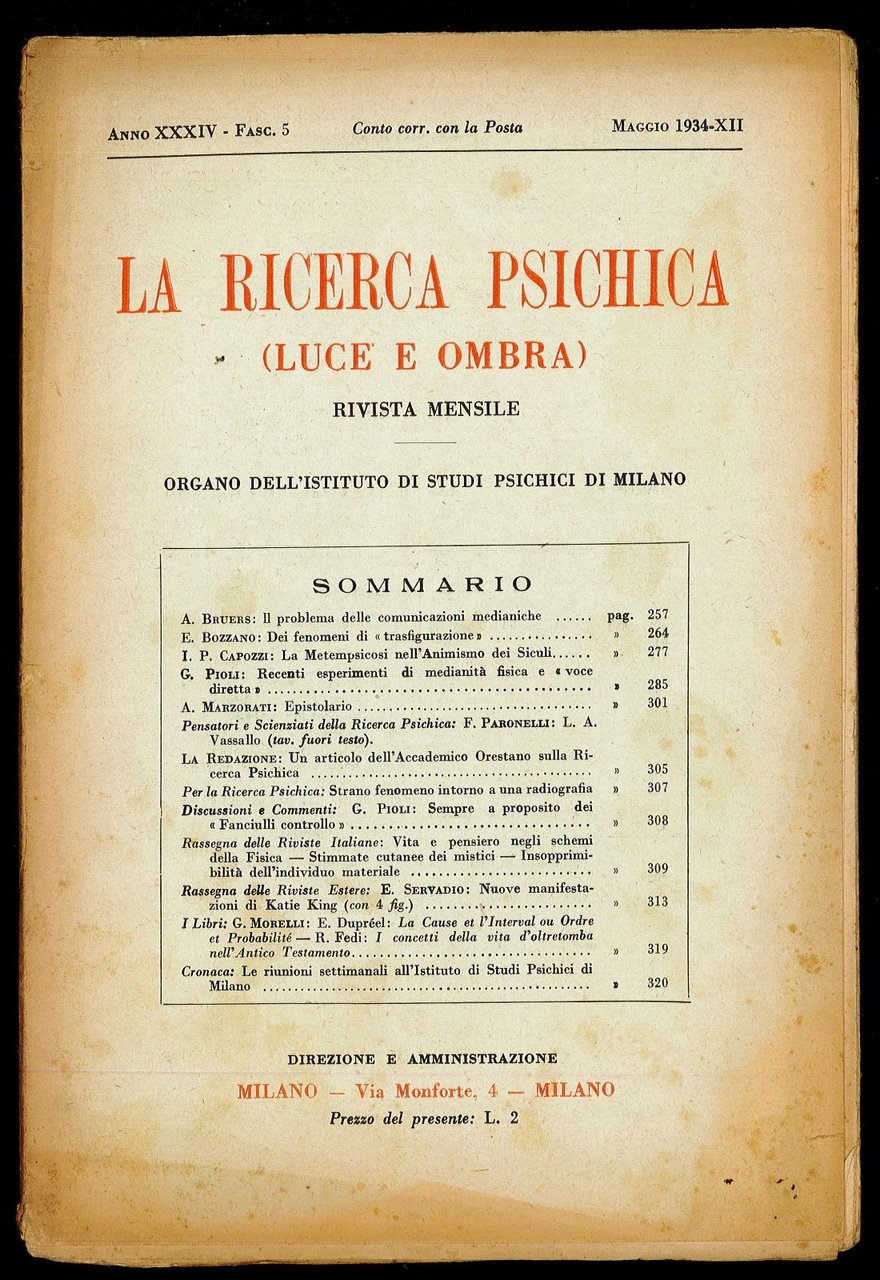 Anno XXXIV - Fasc. 5 Conto corr. con la Posta Maggio 1934-XII
LA RICERCA PSICHICA
(LUCE E OMBRA)
RIVISTA MENSILE
ORGANO DELL'ISTITUTO DI STUDI PSICHICI DI MILANO
SOMMARIO
A. Bruers: Il problema delle comunicazioni medianiche ...... pag. 257
E. Bozzano: Dei fenomeni di « trasfigurazione » ................ » 264
I. P. Capozzi: La Metempsicosi nell'Animismo dei Siculi...... » 277
G. Pioli: Recenti esperimenti di medianità fisica e « voce
diretta » ............................................ » 285
A. Marzorati: Epistolario .................................. » 301
Pensatori e Scienziati della Ricerca Psichica: F. Paronelli: L. A.
Vassallo (tav. fuori testo).
La Redazione: Un articolo dell'Accademico Orestano sulla Ri-
cerca Psichica .......................................... » 305
Per la Ricerca Psichica: Strano fenomeno intorno a una radiografia » 307
Discussioni e Commenti: G. Pioli: Sempre a proposito dei
« Fanciulli controllo » ................................ » 308
Rassegna delle Riviste Italiane: Vita e pensiero negli schemi
della Fisica — Stimmate cutanee dei mistici — Insopprimi-
bilità dell'individuo materiale .......................... » 309
Rassegna delle Riviste Estere: E. Servadio: Nuove manifesta-
zioni di Katie King (con 4 fig.) ........................ » 313
I Libri: G. Morelli: E. Dupréel: La Cause et l'Interval ou Ordre
et Probabilité — R. Fedi: I concetti della vita d'oltretomba
nell'Antico Testamento................................... » 319
Cronaca: Le riunioni settimanali all'Istituto di Studi Psichici di
Milano ................................................ » 320
DIREZIONE E AMMINISTRAZIONE
MILANO — Via Monforte, 4 — MILANO
Prezzo del presente: L. 2